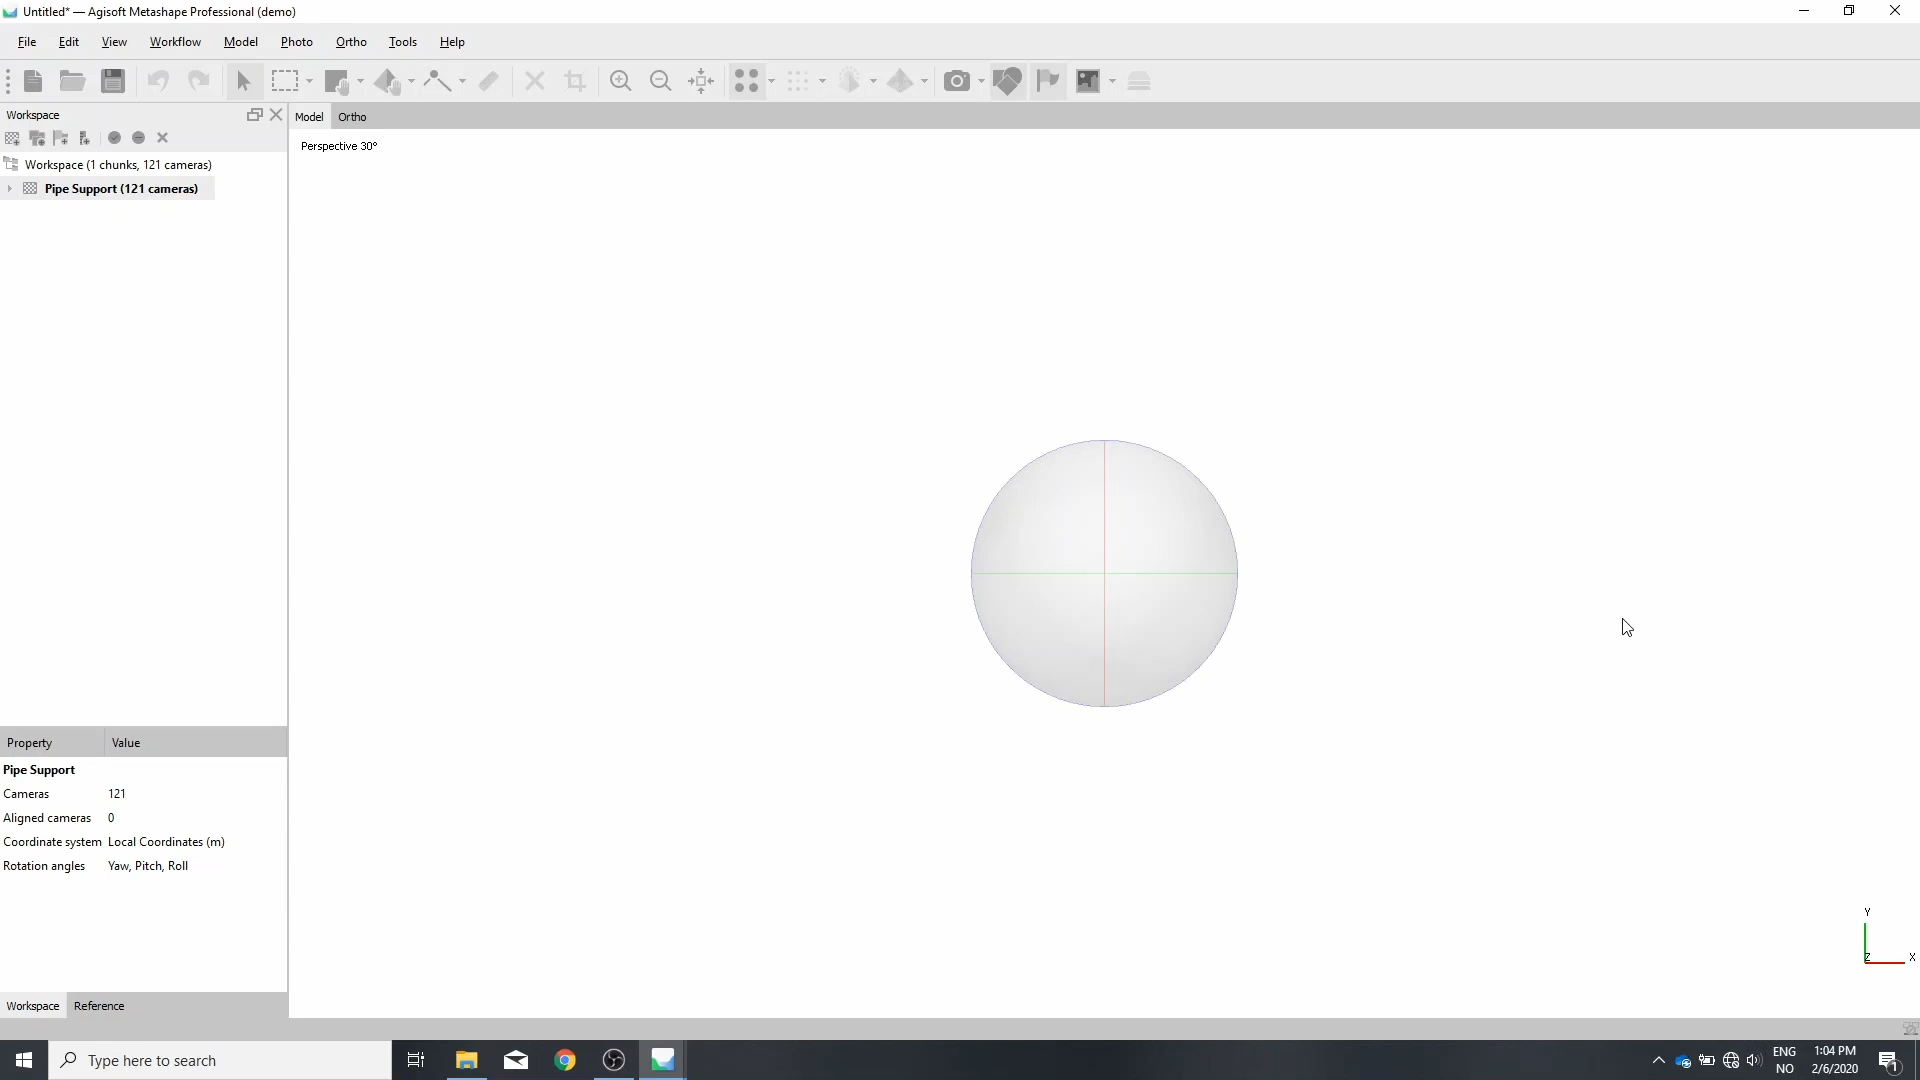 Untitled* — Agisoft Metashape Professional (demo)
File Edit View Workflow Model Photo Ortho Tools Help
Workspace
Model Ortho
Perspective 30°
Workspace (1 chunks, 121 cameras)
Pipe Support (121 cameras)
Property Value
Pipe Support
Cameras 121
Aligned cameras 0
Coordinate system Local Coordinates (m)
Rotation angles Yaw, Pitch, Roll
Y
Z X
Workspace Reference
Type here to search
ENG 1:04 PM
NO 2/6/2020
1